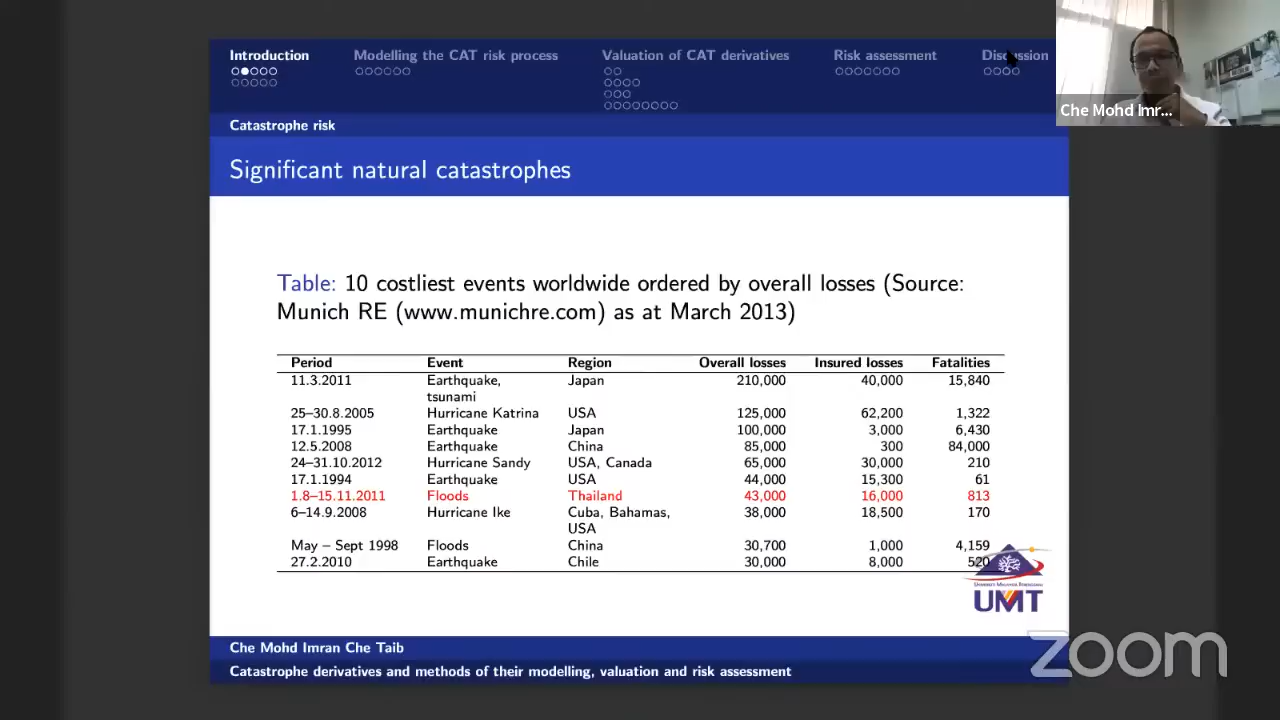 Introduction Modelling the CAT risk process Valuation of CAT derivatives Risk assessment Discussion
Che Mohd Imr...
Catastrophe risk
Significant natural catastrophes
Table: 10 costliest events worldwide ordered by overall losses (Source:
Munich RE (www.munichre.com) as at March 2013)
Period Event Region Overall losses Insured losses Fatalities
11.3.2011 Earthquake, Japan 210,000 40,000 15,840
tsunami
25–30.8.2005 Hurricane Katrina USA 125,000 62,200 1,322
17.1.1995 Earthquake Japan 100,000 3,000 6,430
12.5.2008 Earthquake China 85,000 300 84,000
24–31.10.2012 Hurricane Sandy USA, Canada 65,000 30,000 210
17.1.1994 Earthquake USA 44,000 15,300 61
1.8–15.11.2011 Floods Thailand 43,000 16,000 813
6–14.9.2008 Hurricane Ike Cuba, Bahamas, 38,000 18,500 170
USA
May – Sept 1998 Floods China 30,700 1,000 4,159
27.2.2010 Earthquake Chile 30,000 8,000 520
UMT
Che Mohd Imran Che Taib
Catastrophe derivatives and methods of their modelling, valuation and risk assessment
zoom